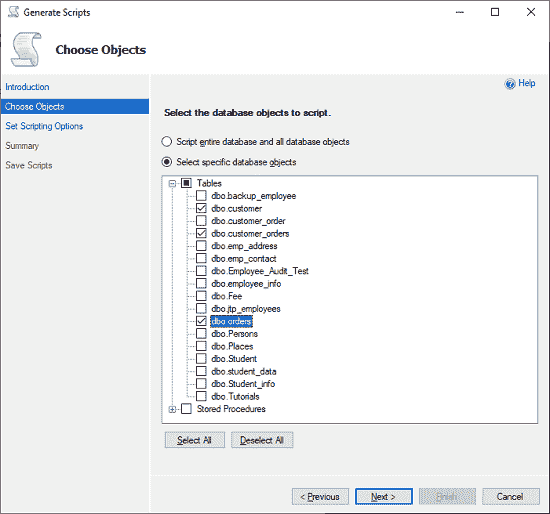 Generate Scripts
Choose Objects
Help
Introduction
Choose Objects
Set Scripting Options
Summary
Save Scripts
Select the database objects to script.
Script entire database and all database objects
Select specific database objects
Tables
dbo.backup_employee
dbo.customer
dbo.customer_order
dbo.customer_orders
dbo.emp_address
dbo.emp_contact
dbo.Employee_Audit_Test
dbo.employee_info
dbo.Fee
dbo.jtp_employees
dbo.orders
dbo.Persons
dbo.Places
dbo.Student
dbo.student_data
dbo.Student_info
dbo.Tutorials
Stored Procedures
Select All
Deselect All
< Previous
Next >
Finish
Cancel